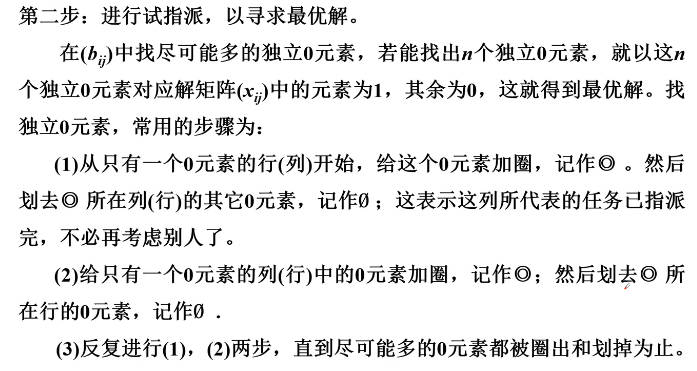 第二步：进行试指派，以寻求最优解。
在(bij)中找尽可能多的独立0元素，若能找出n个独立0元素，就以这n
个独立0元素对应解矩阵(xij)中的元素为1，其余为0，这就得到最优解。找
独立0元素，常用的步骤为：
(1)从只有一个0元素的行(列)开始，给这个0元素加圈，记作◎ 。然后
划去◎ 所在列(行)的其它0元素，记作Ø ；这表示这列所代表的任务已指派
完，不必再考虑别人了。
(2)给只有一个0元素的列(行)中的0元素加圈，记作◎；然后划去◎ 所
在行的0元素，记作Ø ．
(3)反复进行(1)，(2)两步，直到尽可能多的0元素都被圈出和划掉为止。